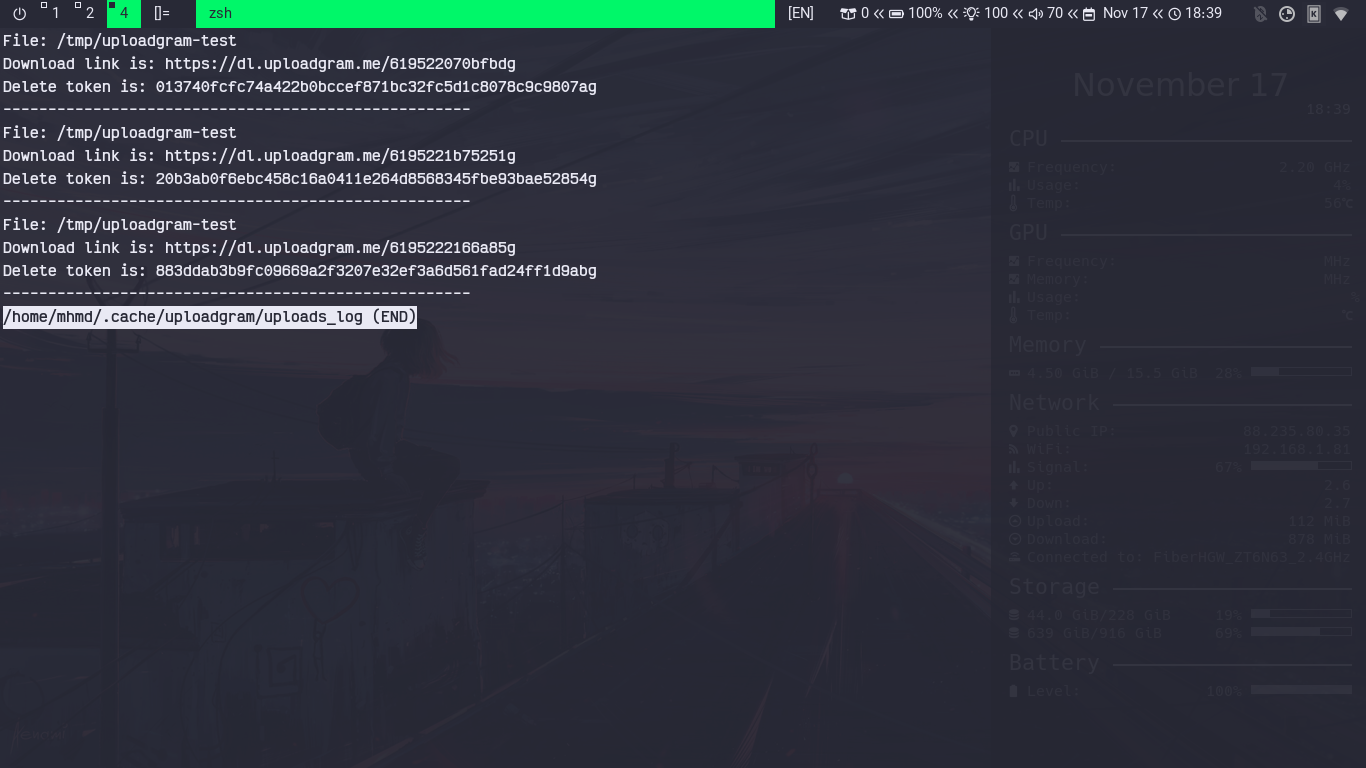 1 2 4 []= zsh [EN] 0 « 100% « 100 « 70 « Nov 17 « 18:39
File: /tmp/uploadgram-test
Download link is: https://dl.uploadgram.me/619522070bfbdg
Delete token is: 013740fcfc74a422b0bccef871bc32fc5d1c8078c9c9807ag
----------------------------------------------------
File: /tmp/uploadgram-test
Download link is: https://dl.uploadgram.me/6195221b75251g
Delete token is: 20b3ab0f6ebc458c16a0411e264d8568345fbe93bae52854g
----------------------------------------------------
File: /tmp/uploadgram-test
Download link is: https://dl.uploadgram.me/6195222166a85g
Delete token is: 883ddab3b9fc09669a2f3207e32ef3a6d561fad24ff1d9abg
----------------------------------------------------
/home/mhmd/.cache/uploadgram/uploads_log (END)
November 17
18:39
CPU
Frequency: 2.20 GHz
Usage: 4%
Temp: 56℃
GPU
Frequency: MHz
Memory: MHz
Usage: %
Temp: ℃
Memory
4.50 GiB / 15.5 GiB 28%
Network
Public IP: 88.235.80.35
WiFi: 192.168.1.81
Signal: 67%
Up: 2.6
Down: 2.7
Upload: 112 MiB
Download: 878 MiB
Connected to: FiberHGW_ZT6N63_2.4GHz
Storage
44.0 GiB/228 GiB 19%
639 GiB/916 GiB 69%
Battery
Level: 100%